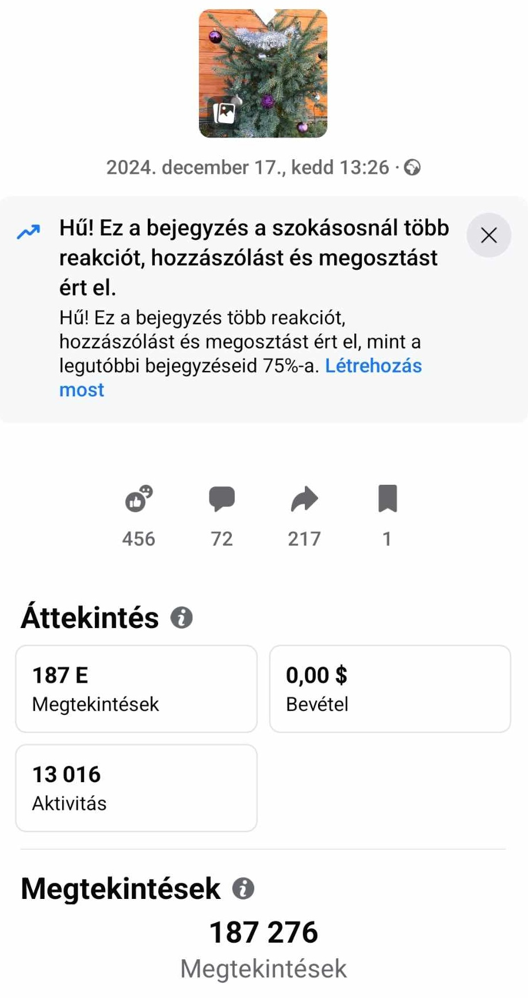 2024. december 17., kedd 13:26 ·
Hű! Ez a bejegyzés a szokásosnál több
reakciót, hozzászólást és megosztást
ért el.
Hű! Ez a bejegyzés több reakciót,
hozzászólást és megosztást ért el, mint a
legutóbbi bejegyzéseid 75%-a. Létrehozás
most
456 72 217 1
Áttekintés
187 E 0,00 $
Megtekintések Bevétel
13 016
Aktivitás
Megtekintések
187 276
Megtekintések